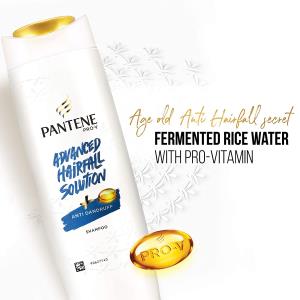 PANTENE
PRO-V
ADVANCED
HAIRFALL
SOLUTION
ANTI DANDRUFF
SHAMPOO
Age old Anti Hairfall secret
FERMENTED RICE WATER
WITH PRO-VITAMIN
PRO-V